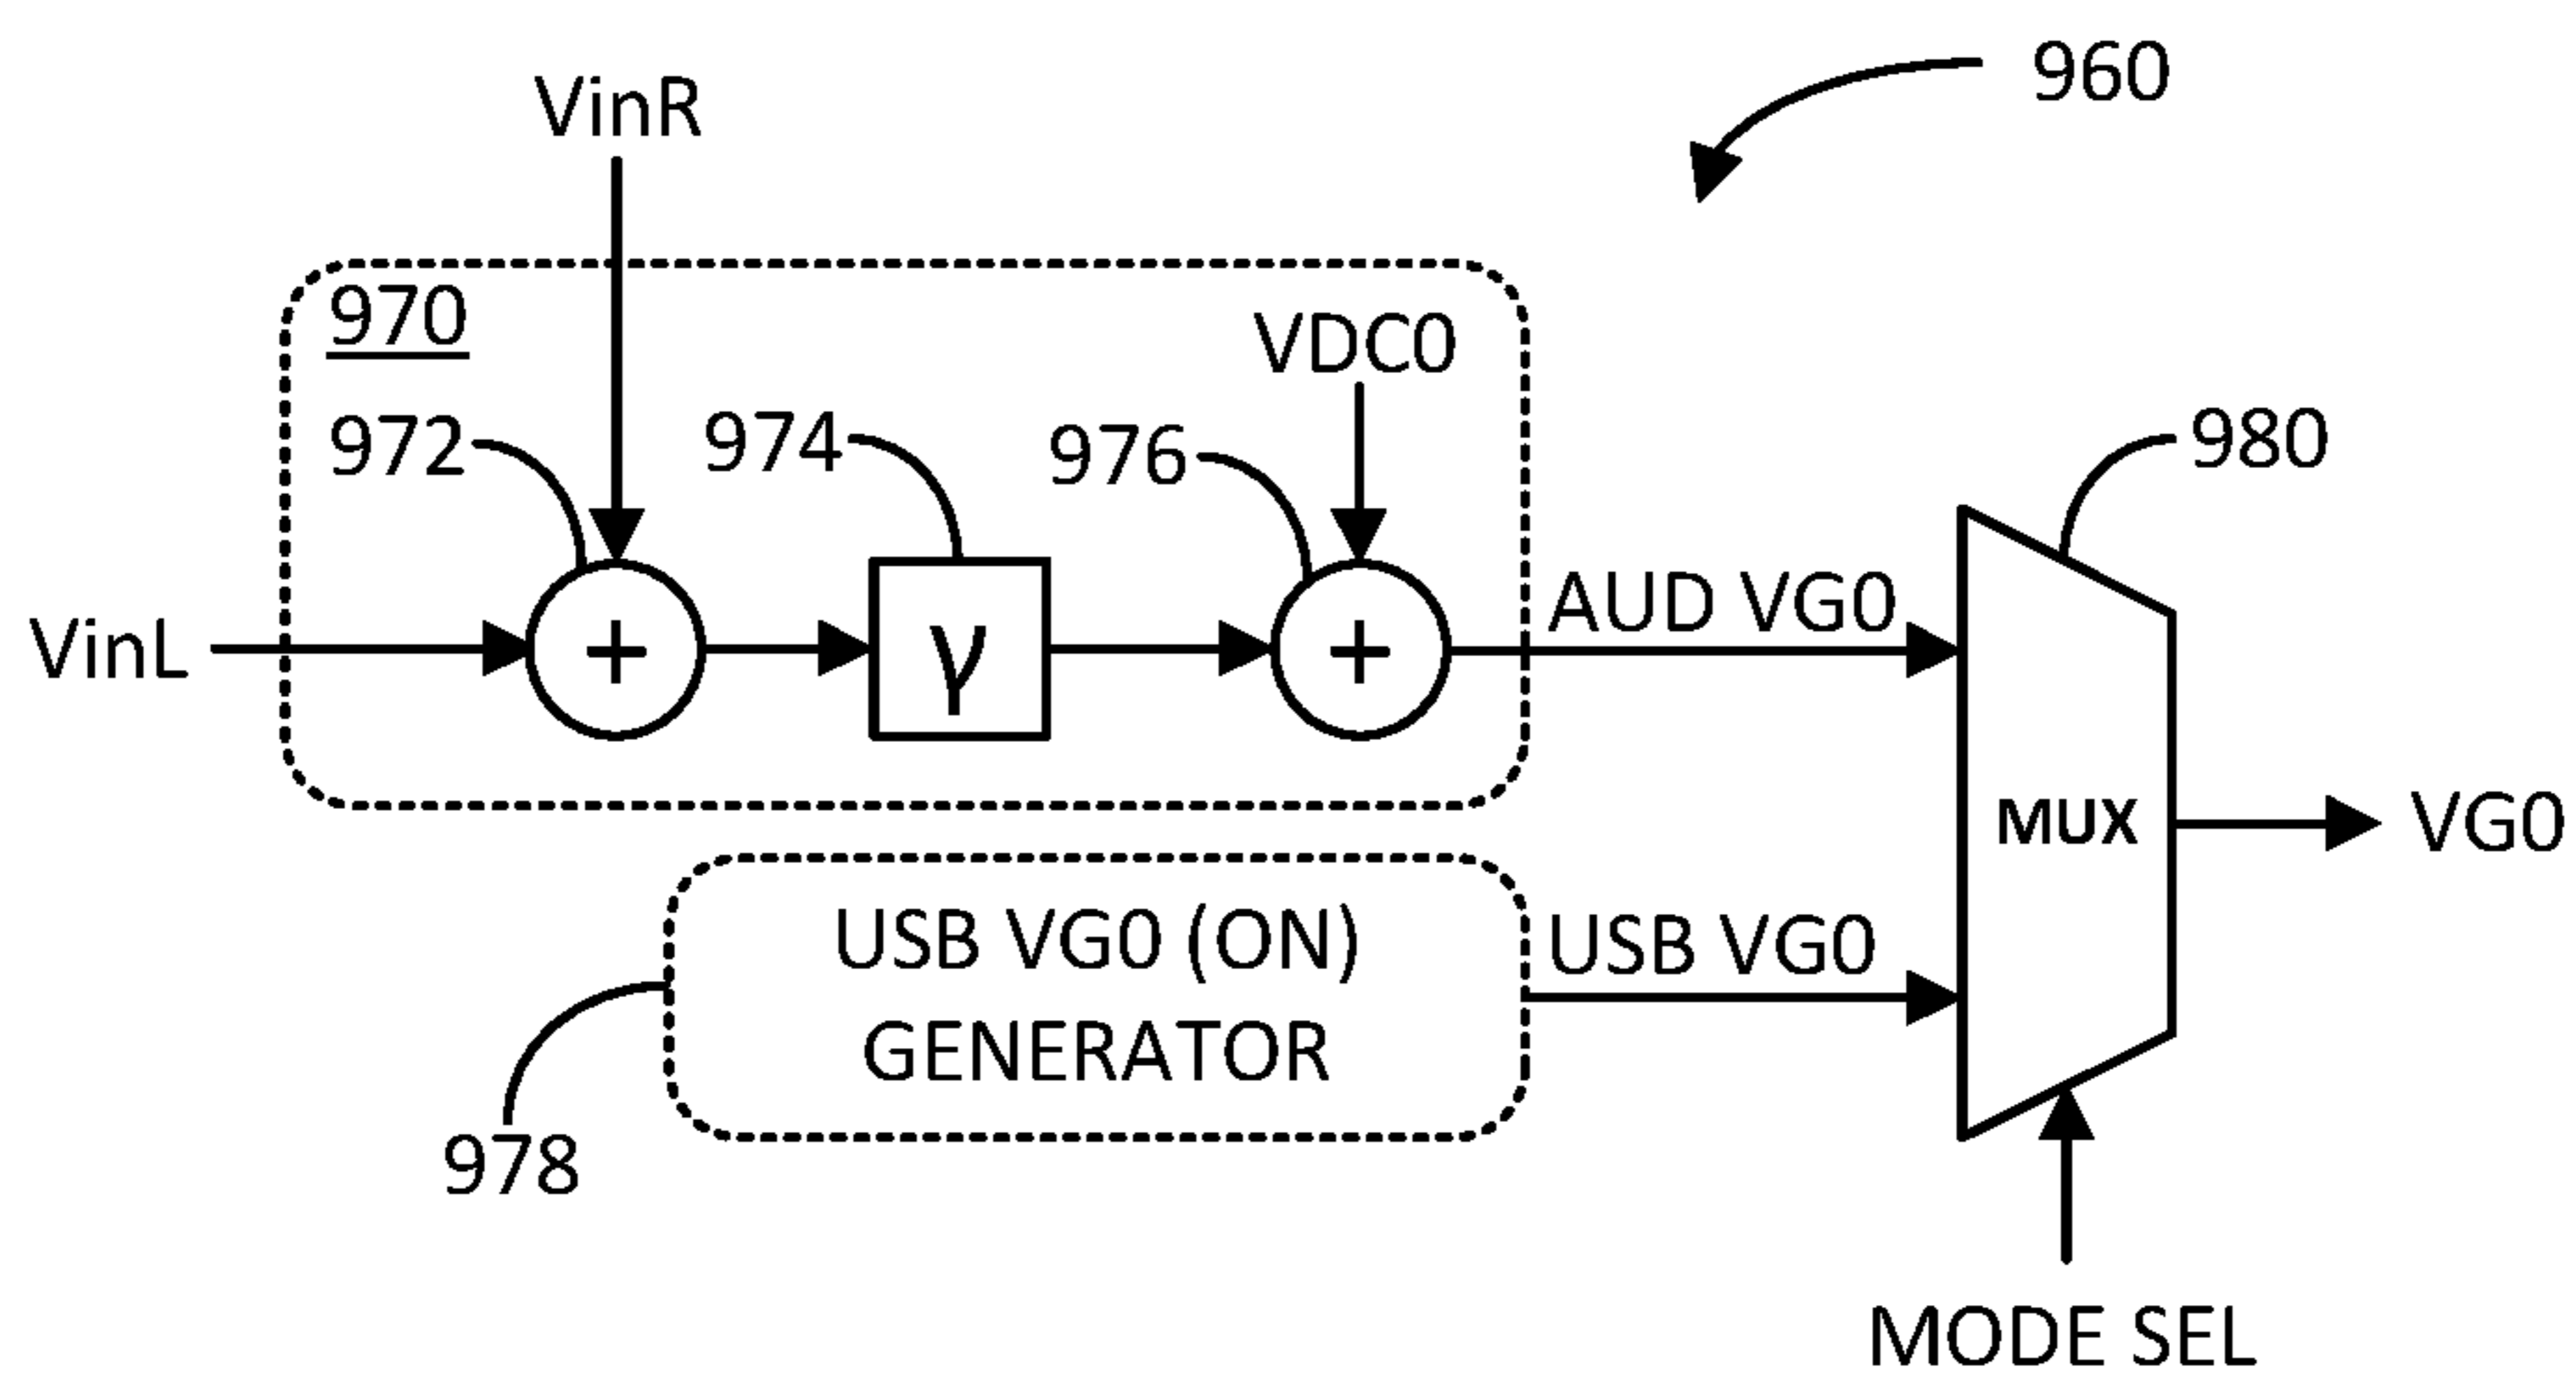 960
VinR
970
VDC0
972
974
976
980
AUD VG0
VinL
+
γ
+
MUX
VG0
USB VG0 (ON)
GENERATOR
USB VG0
978
MODE SEL